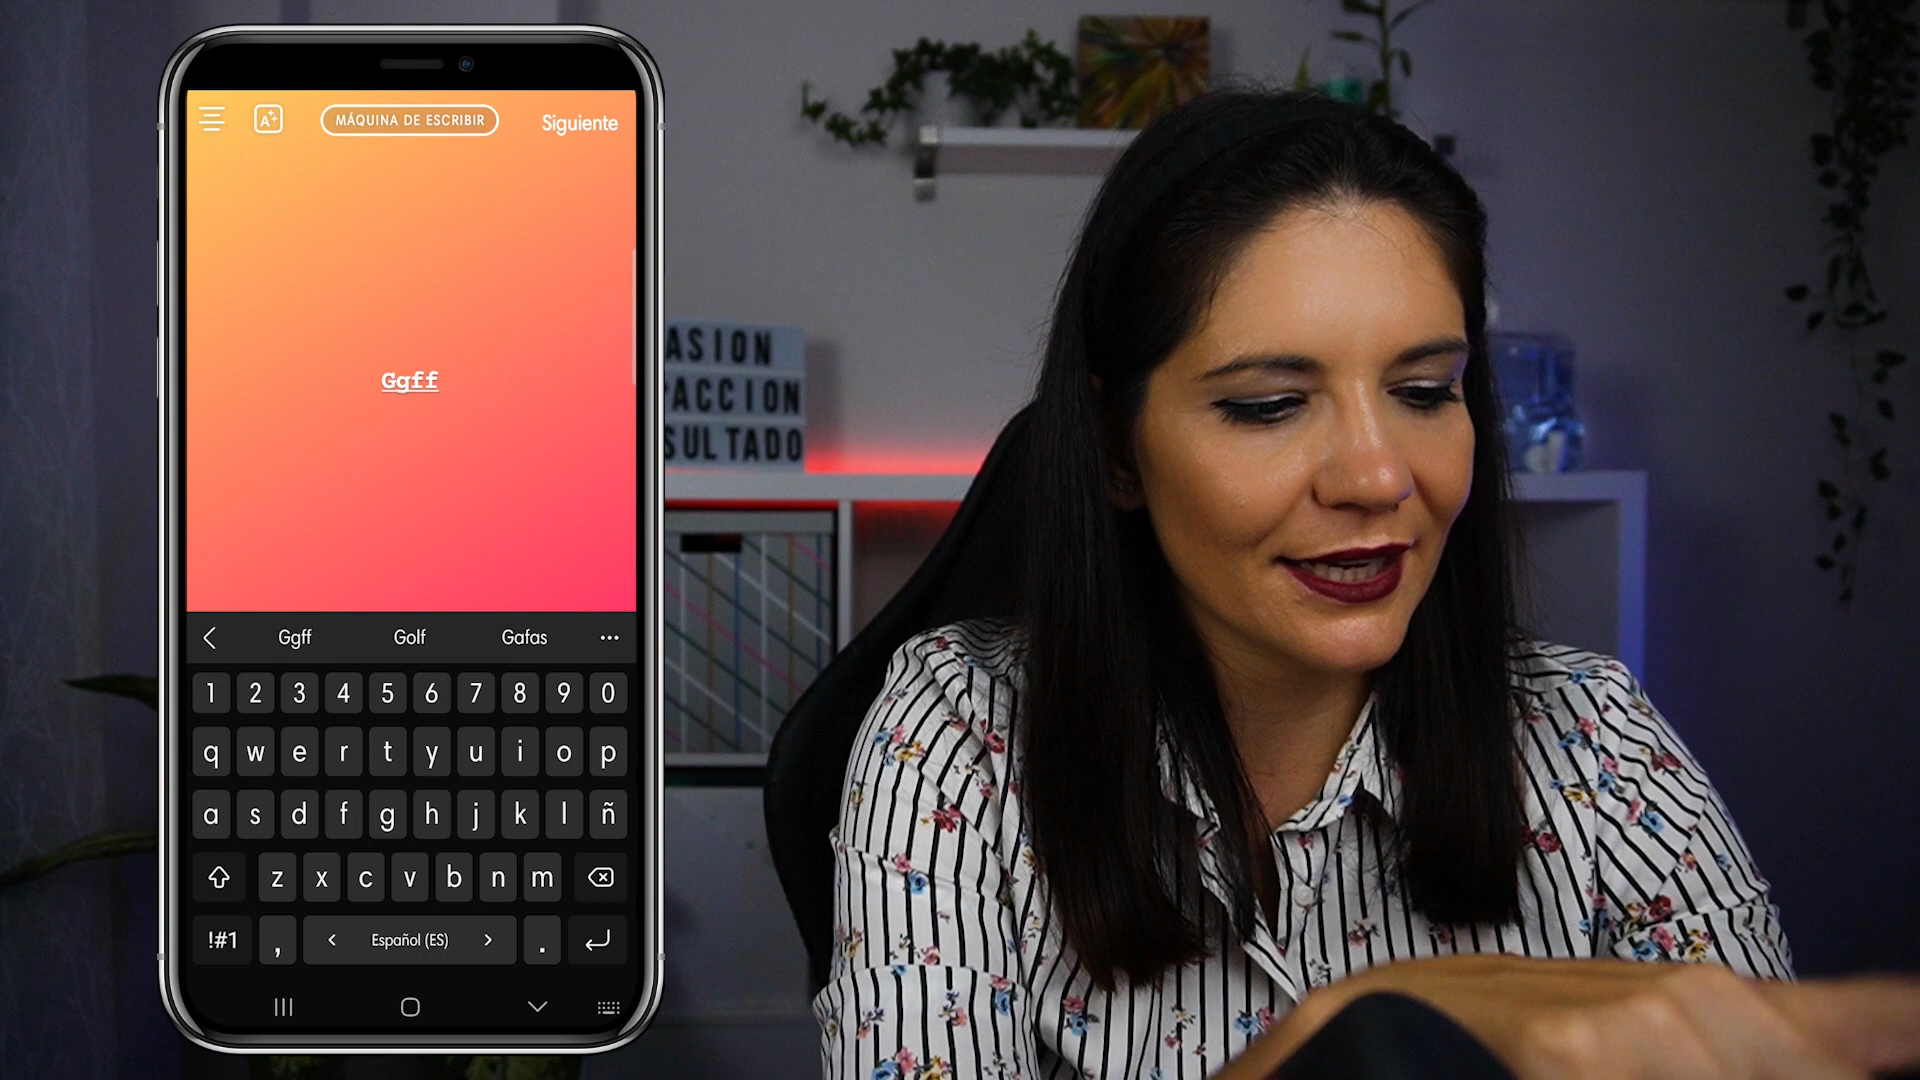 MÁQUINA DE ESCRIBIR
Siguiente
Ggff
Ggff Golf Gafas
1 2 3 4 5 6 7 8 9 0
q w e r t y u i o p
a s d f g h j k l ñ
z x c v b n m
!#1 , < Español (ES) > .
ASION
ACCION
SULTADO